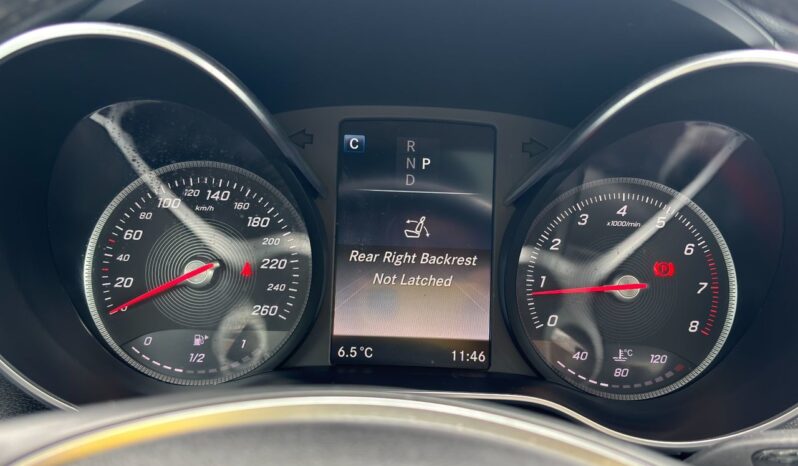 C
R
N P
D
Rear Right Backrest
Not Latched
6.5 °C
11:46
0
20
40
60
80
100
120
140
160
180
200
220
240
260
km/h
0
1/2
1
0
1
2
3
4
5
6
7
8
x1000/min
P
40
80
120
°C